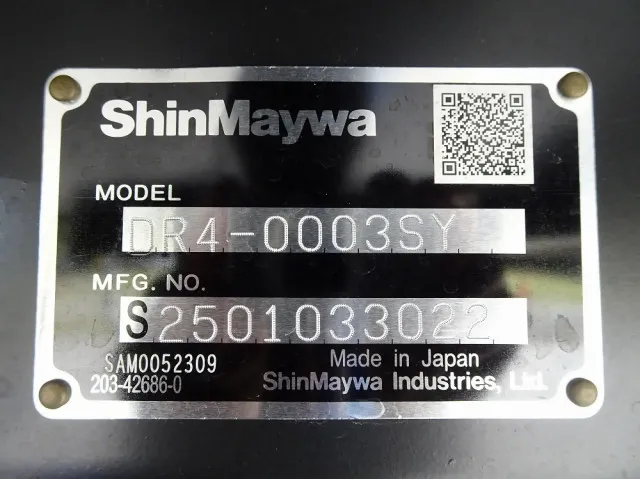 ShinMaywa
MODEL
DR4-0003SY
MFG. NO.
S2501033022
SAM0052309
203-42686-0
Made in Japan
ShinMaywa Industries, Ltd.